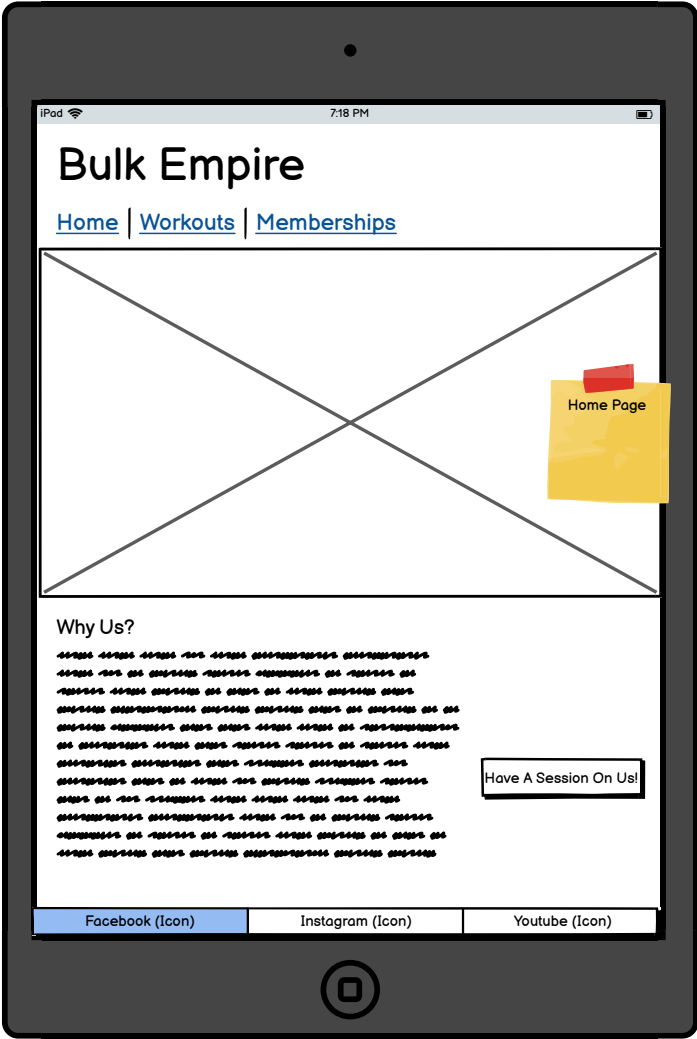 iPad 7:18 PM
Bulk Empire
Home Workouts Memberships
Home Page
Why Us?
Have A Session On Us!
Facebook (Icon) Instagram (Icon) Youtube (Icon)